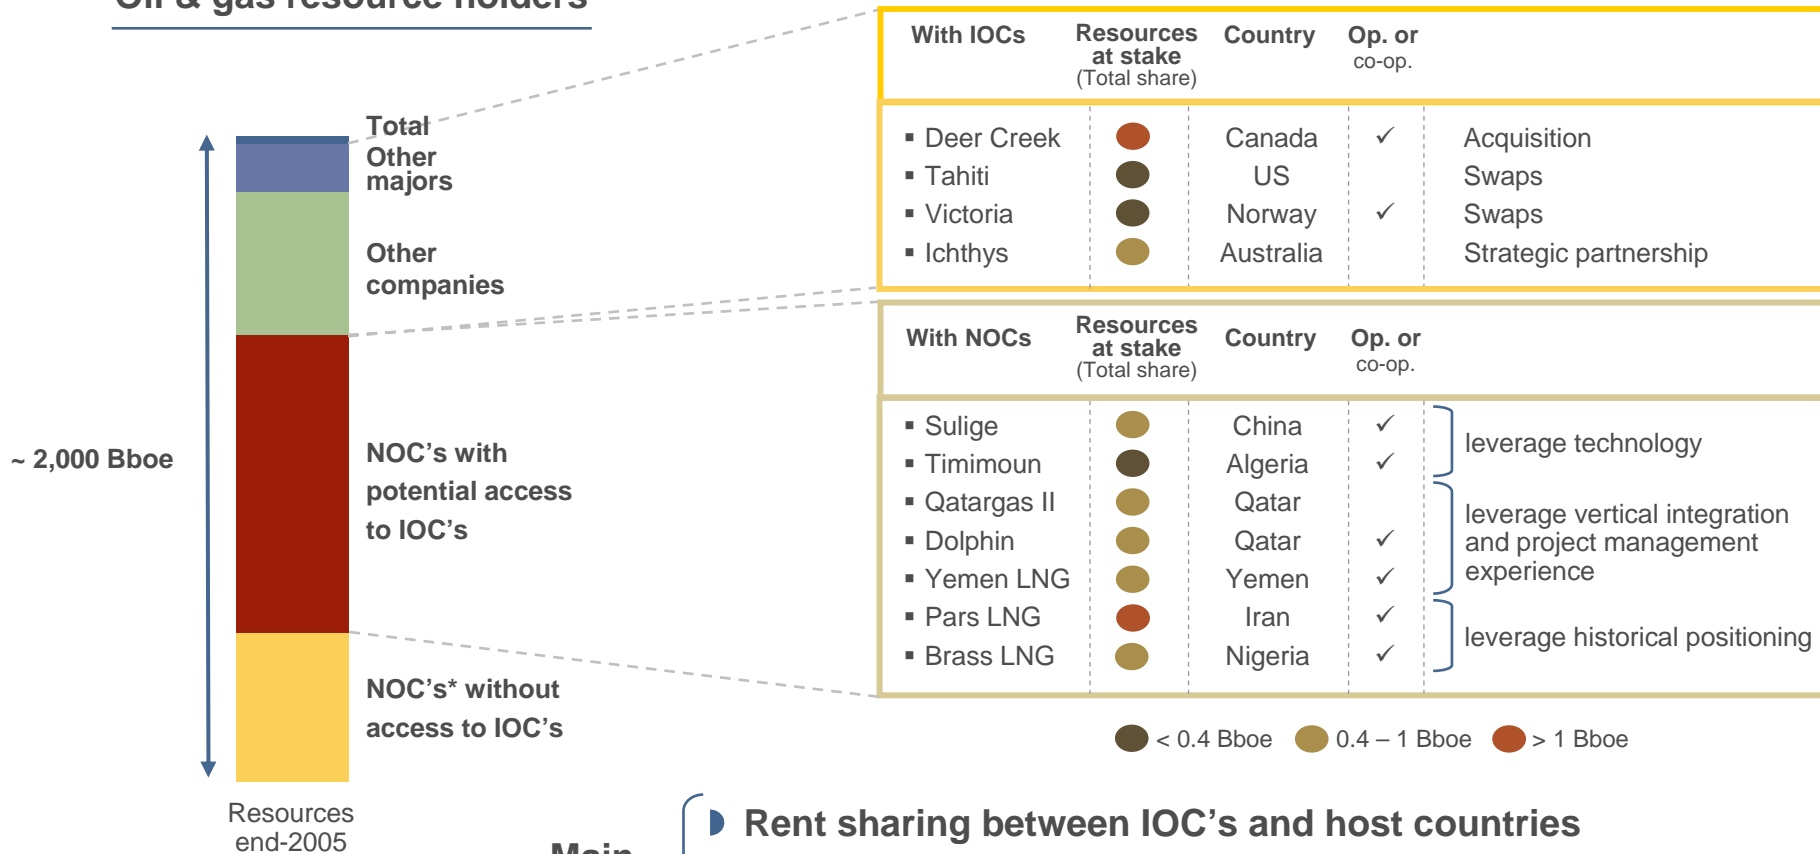 Oil & gas resource holders
Total
Other
majors
Other
companies
~ 2,000 Bboe
NOC’s with
potential access
to IOC’s
NOC’s* without
access to IOC’s
Resources
end-2005
With IOCs Resources at stake (Total share) Country Op. or co-op.
▪ Deer Creek Canada ✓ Acquisition
▪ Tahiti US Swaps
▪ Victoria Norway ✓ Swaps
▪ Ichthys Australia Strategic partnership
With NOCs Resources at stake (Total share) Country Op. or co-op.
▪ Sulige China ✓
▪ Timimoun Algeria ✓
leverage technology
▪ Qatargas II Qatar
▪ Dolphin Qatar ✓
▪ Yemen LNG Yemen ✓
leverage vertical integration
and project management
experience
▪ Pars LNG Iran ✓
▪ Brass LNG Nigeria ✓
leverage historical positioning
< 0.4 Bboe 0.4 – 1 Bboe > 1 Bboe
Rent sharing between IOC’s and host countries
Main